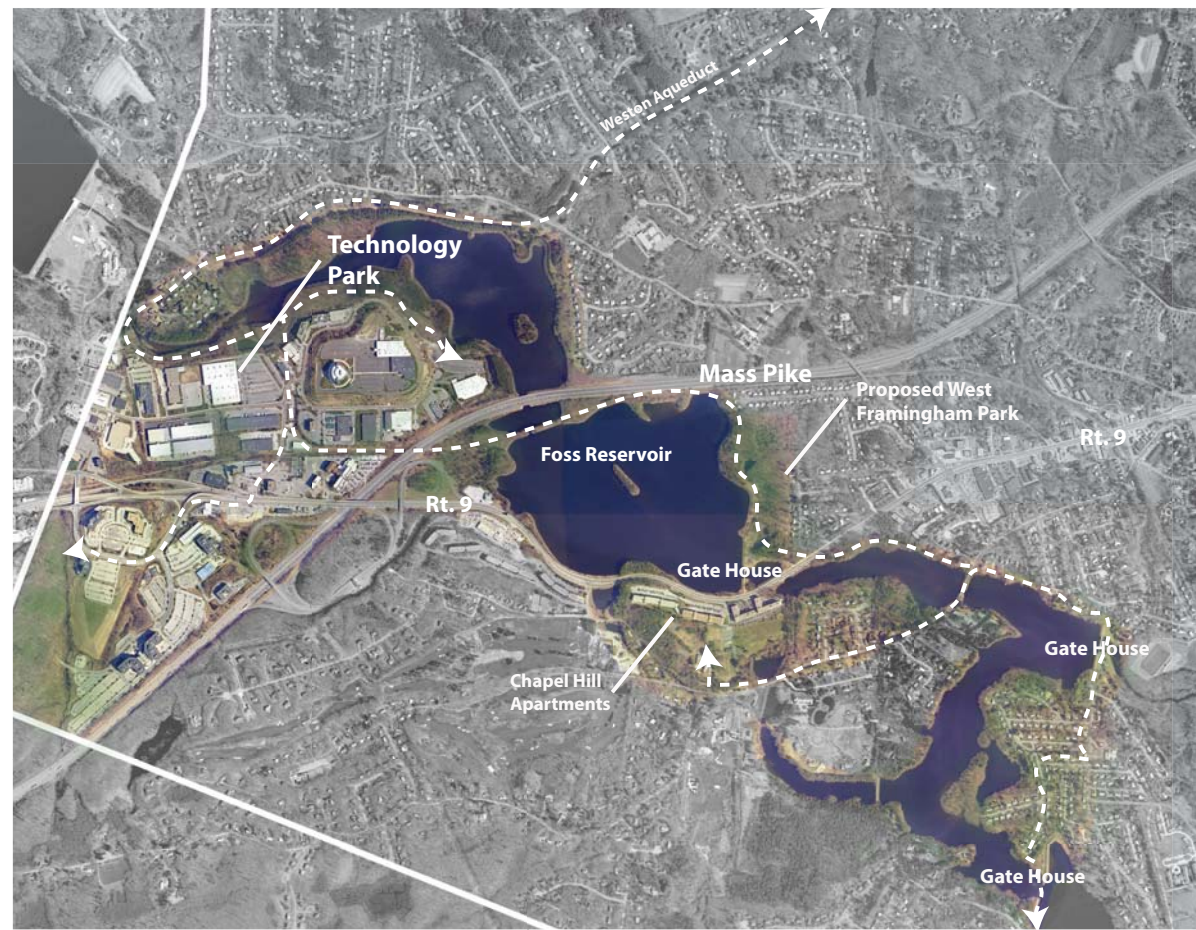 Weston Aqueduct
Technology
Park
Mass Pike
Proposed West
Framingham Park
Rt. 9
Foss Reservoir
Rt. 9
Gate House
Gate House
Chapel Hill
Apartments
Gate House